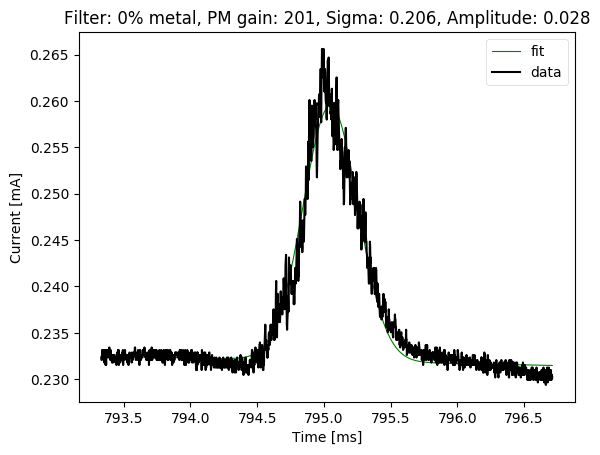 Filter: 0% metal, PM gain: 201, Sigma: 0.206, Amplitude: 0.028
fit
data
0.265
0.260
0.255
0.250
0.245
0.240
0.235
0.230
Current [mA]
793.5 794.0 794.5 795.0 795.5 796.0 796.5
Time [ms]